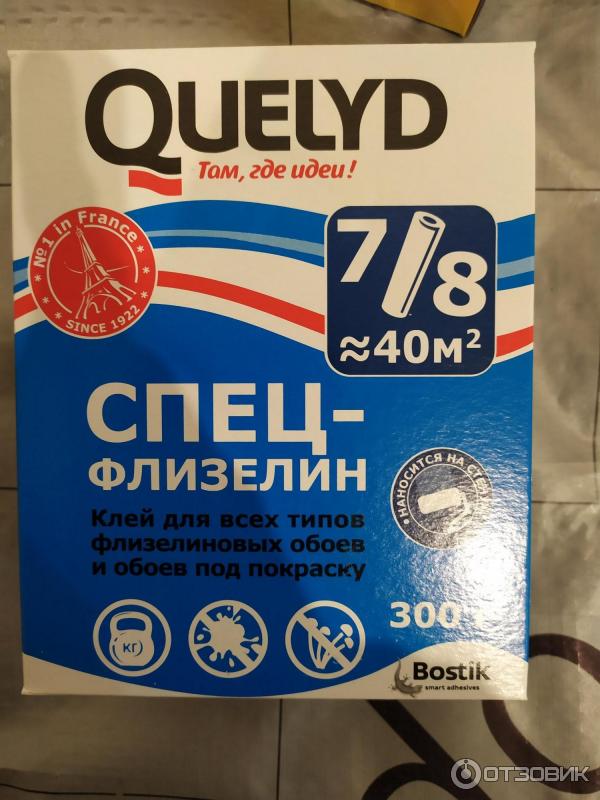 QUELYD
Там, где идеи!
№1 in France
SINCE 1922
7/8
≈40м²
СПЕЦ-
ФЛИЗЕЛИН
НАНОСИТСЯ НА
Клей для всех типов
флизелиновых обоев
и обоев под покраску
кг
300
Bostik
smart adhesives
ОТЗОВИК